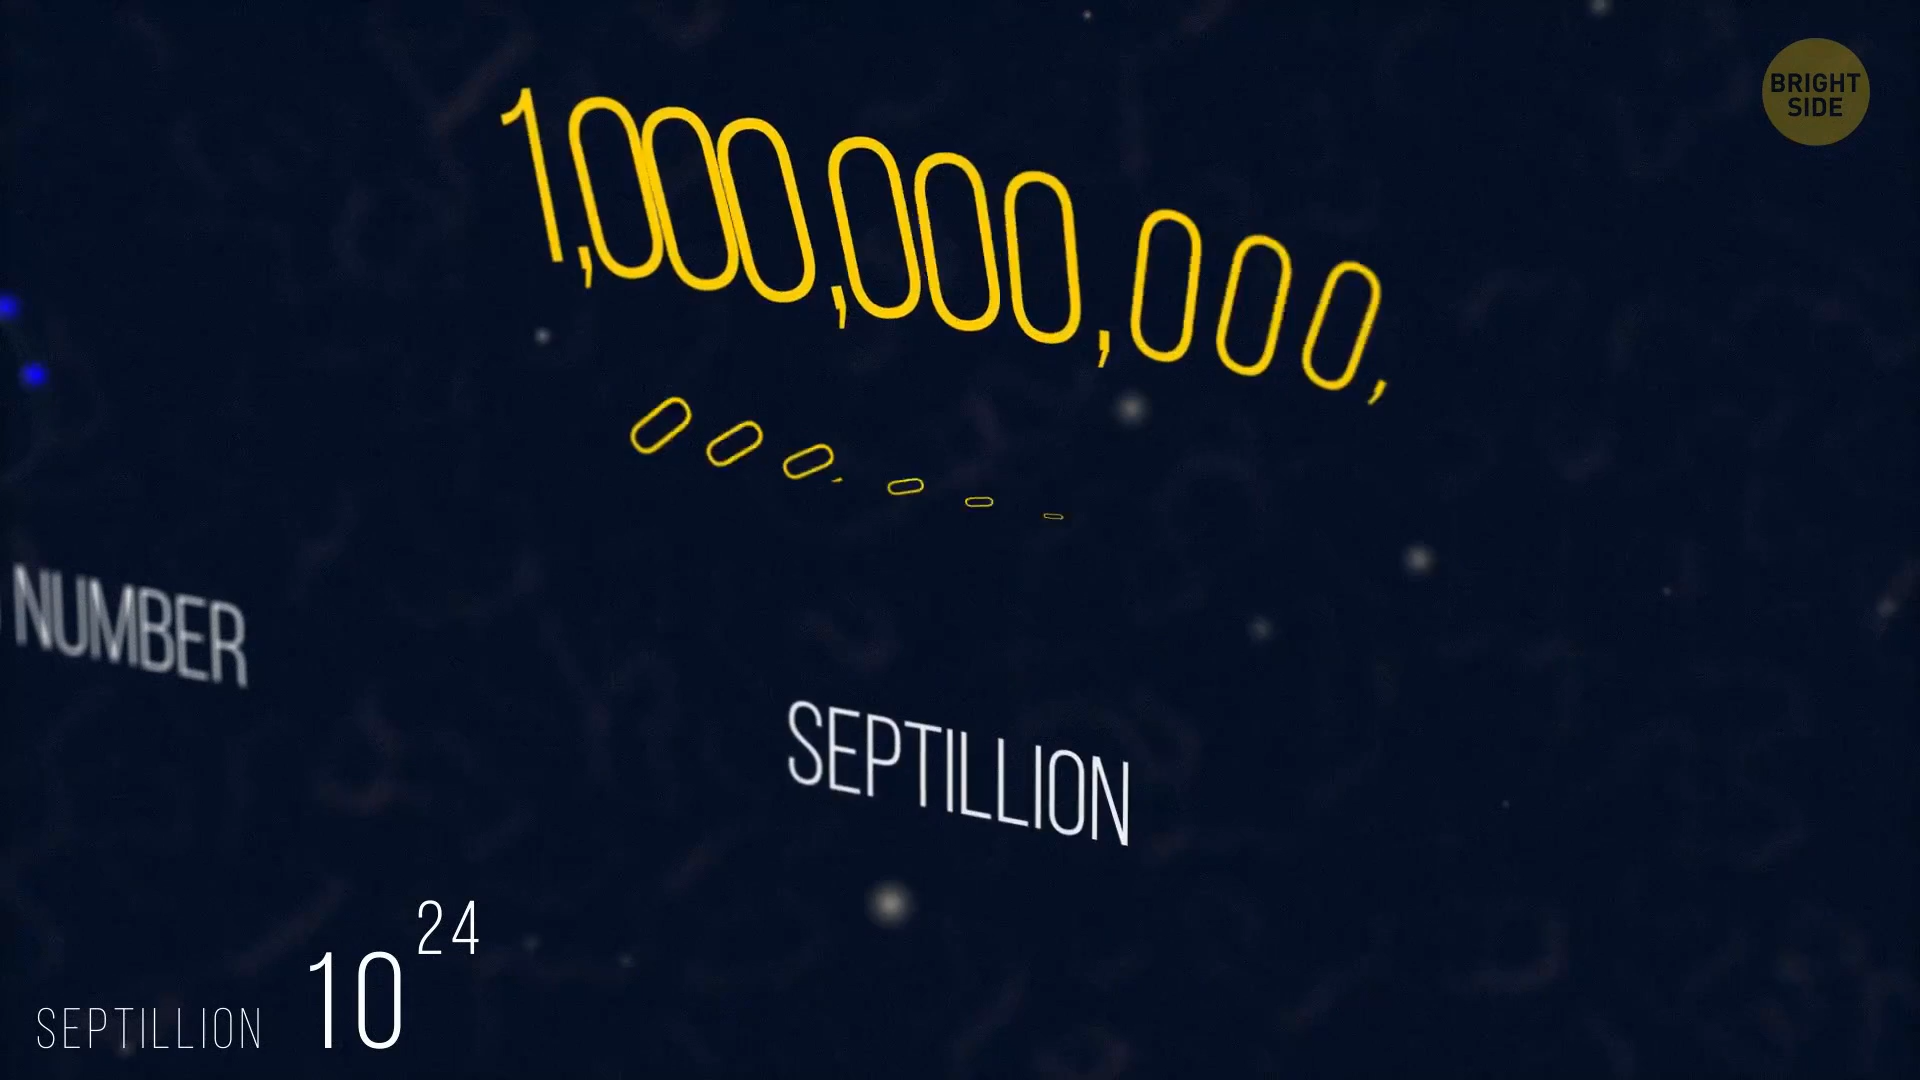 BRIGHT
SIDE
1,000,000,000,
000,000
NUMBER
SEPTILLION
SEPTILLION 10^24